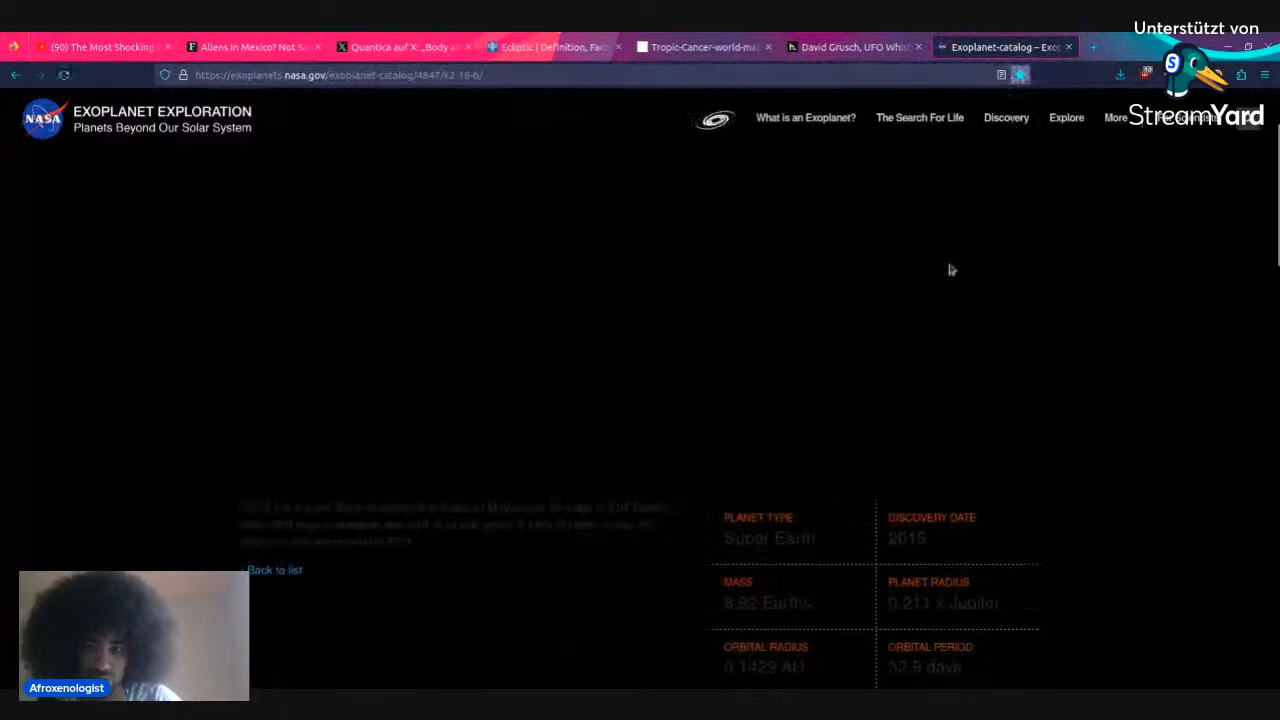 Unterstützt von
StreamYard
(90) The Most Shocking
Aliens In Mexico? Not So
Quantica auf X: „Body a
Ecliptic | Definition, Fac
Tropic-Cancer-world-ma
David Grusch, UFO Whis
Exoplanet-catalog – Exo
https://exoplanets.nasa.gov/exoplanet-catalog/4847/k2-18-b/
NASA
EXOPLANET EXPLORATION
Planets Beyond Our Solar System
What is an Exoplanet?
The Search For Life
Discovery
Explore
More
PLANET TYPE
DISCOVERY DATE
Super Earth
2015
Back to list
MASS
PLANET RADIUS
8.92 Earths
0.211 x Jupiter
ORBITAL RADIUS
ORBITAL PERIOD
0.1429 AU
32.9 days
Afroxenologist